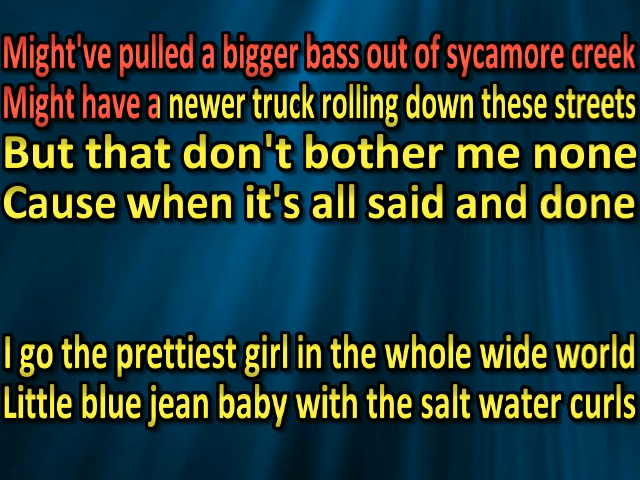 Might've pulled a bigger bass out of sycamore creek
Might have a newer truck rolling down these streets
But that don't bother me none
Cause when it's all said and done
I go the prettiest girl in the whole wide world
Little blue jean baby with the salt water curls